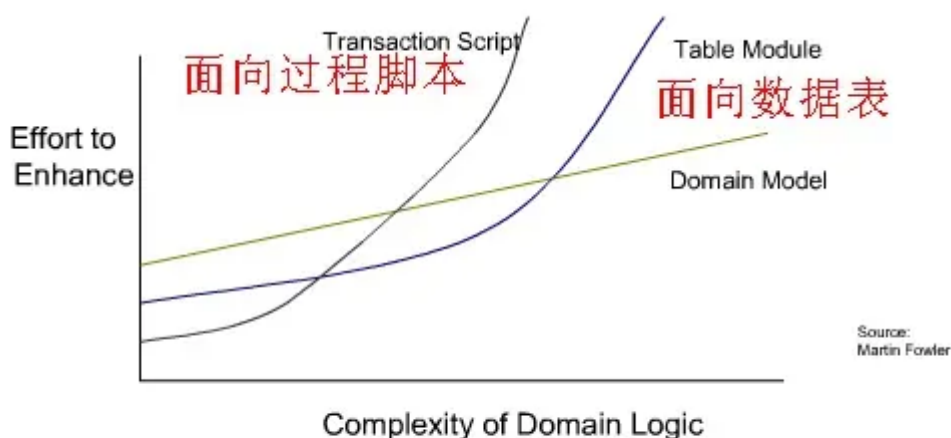 Transaction Script
面向过程脚本
Table Module
面向数据表
Effort to
Enhance
Domain Model
Source:
Martin Fowler
Complexity of Domain Logic